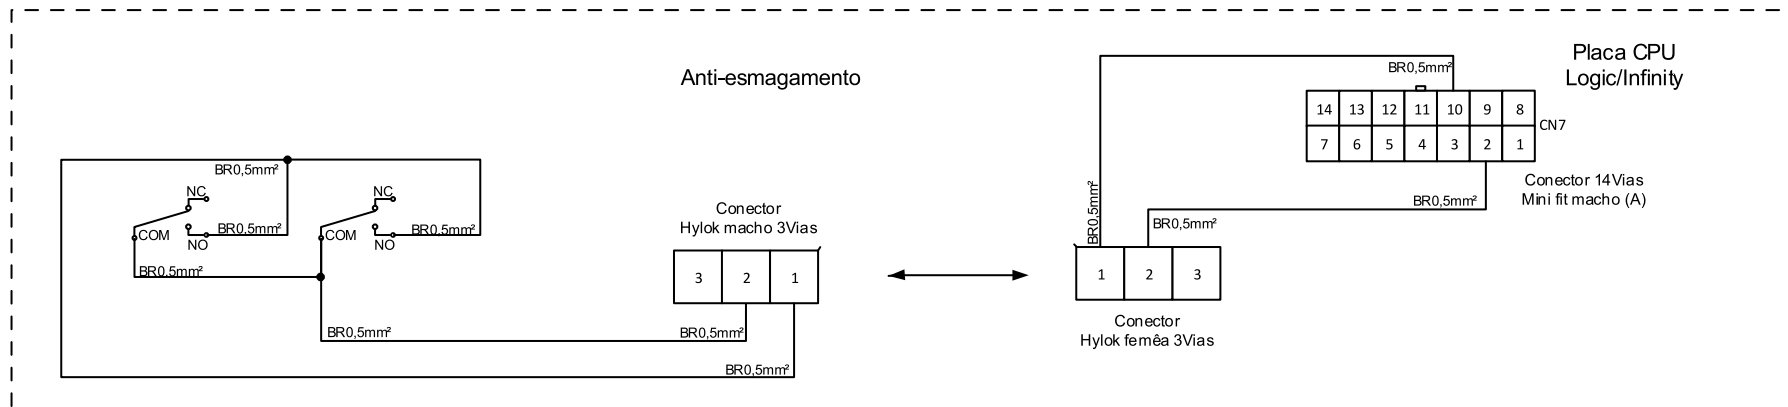 Anti-esmagamento
Placa CPU
Logic/Infinity
BR0,5mm²
14 13 12 11 10 9 8
7 6 5 4 3 2 1
CN7
Conector 14Vias
Mini fit macho (A)
BR0,5mm²
BR0,5mm²
BR0,5mm²
1 2 3
Conector
Hylok femêa 3Vias
BR0,5mm²
NC
COM
NO
BR0,5mm²
BR0,5mm²
NC
COM
NO
BR0,5mm²
Conector
Hylok macho 3Vias
3 2 1
BR0,5mm²
BR0,5mm²
BR0,5mm²